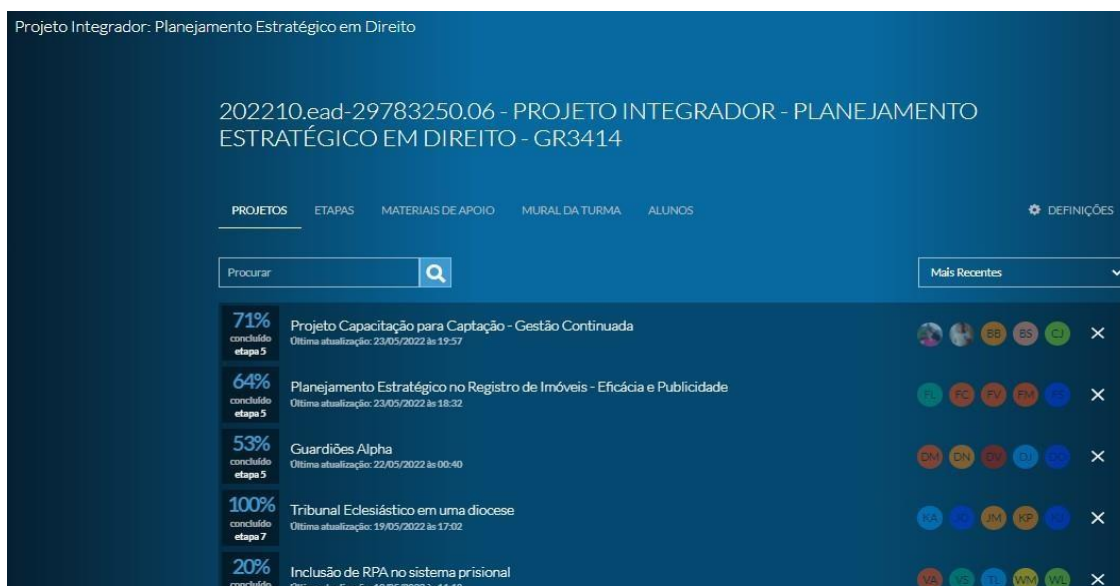 Projeto Integrador: Planejamento Estratégico em Direito
202210.ead-29783250.06 - PROJETO INTEGRADOR - PLANEJAMENTO
ESTRATÉGICO EM DIREITO - GR3414
PROJETOS ETAPAS MATERIAIS DE APOIO MURAL DA TURMA ALUNOS DEFINIÇÕES
Procurar Mais Recentes
71%
concluído
etapa 5
Projeto Capacitação para Captação - Gestão Continuada
Última atualização: 23/05/2022 às 19:57
BB BS CJ
64%
concluído
etapa 5
Planejamento Estratégico no Registro de Imóveis - Eficácia e Publicidade
Última atualização: 23/05/2022 às 18:32
FL FC FV FM
53%
concluído
etapa 5
Guardiões Alpha
Última atualização: 22/05/2022 às 00:40
DM DN DV DJ
100%
concluído
etapa 7
Tribunal Eclesiástico em uma diocese
Última atualização: 19/05/2022 às 17:02
KA JO JM KP
20%
concluído
Inclusão de RPA no sistema prisional
VA VS TL WM WL